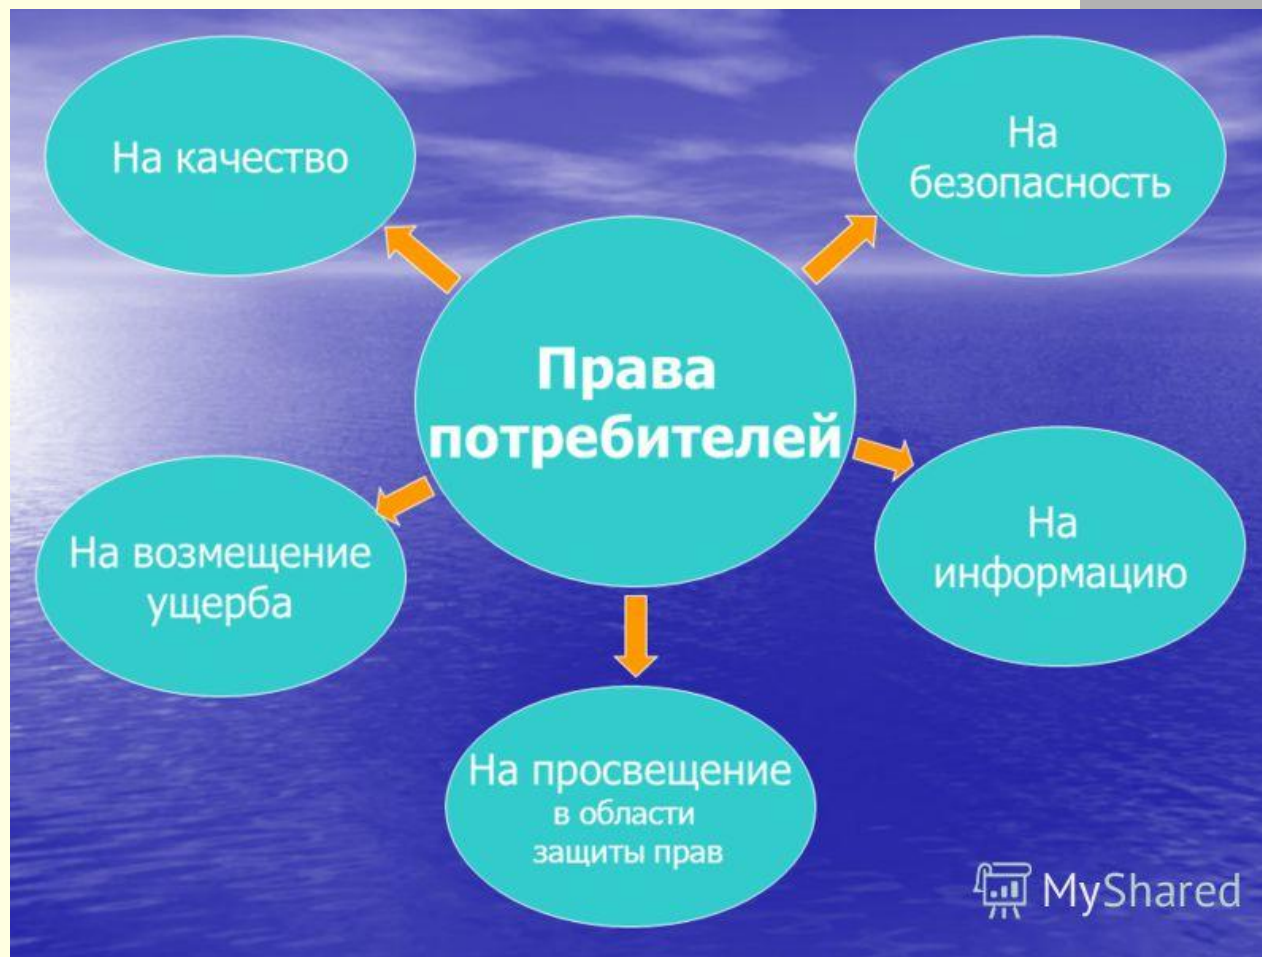 На качество
На
безопасность
Права
потребителей
На возмещение
ущерба
На
информацию
На просвещение
в области
защиты прав
MyShared